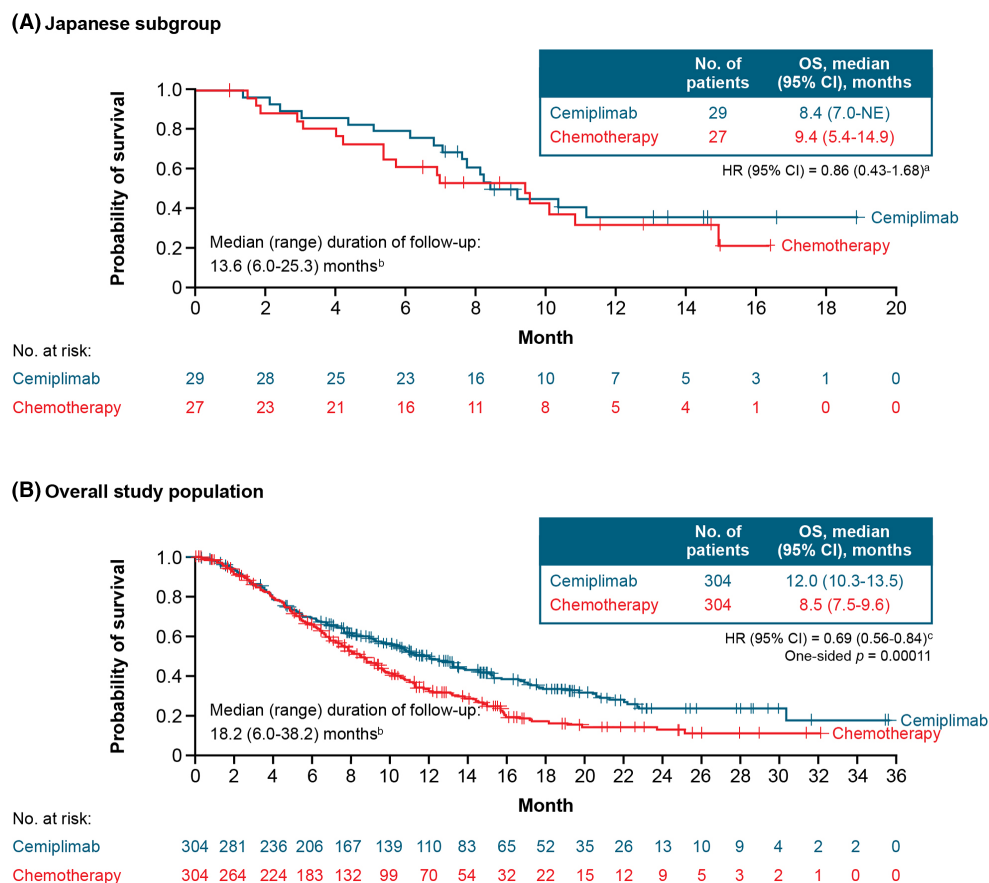 (A) Japanese subgroup
No. of patients OS, median (95% CI), months
Cemiplimab 29 8.4 (7.0-NE)
Chemotherapy 27 9.4 (5.4-14.9)
HR (95% CI) = 0.86 (0.43-1.68)a
Probability of survival
1.0
0.8
0.6
0.4
0.2
0
Cemiplimab
Chemotherapy
Median (range) duration of follow-up:
13.6 (6.0-25.3) monthsb
0 2 4 6 8 10 12 14 16 18 20
Month
No. at risk:
Cemiplimab 29 28 25 23 16 10 7 5 3 1 0
Chemotherapy 27 23 21 16 11 8 5 4 1 0 0
(B) Overall study population
No. of patients OS, median (95% CI), months
Cemiplimab 304 12.0 (10.3-13.5)
Chemotherapy 304 8.5 (7.5-9.6)
HR (95% CI) = 0.69 (0.56-0.84)c
One-sided p = 0.00011
Probability of survival
1.0
0.8
0.6
0.4
0.2
0
Median (range) duration of follow-up:
18.2 (6.0-38.2) monthsb
Cemiplimab
Chemotherapy
0 2 4 6 8 10 12 14 16 18 20 22 24 26 28 30 32 34 36
Month
No. at risk:
Cemiplimab 304 281 236 206 167 139 110 83 65 52 35 26 13 10 9 4 2 2 0
Chemotherapy 304 264 224 183 132 99 70 54 32 22 15 12 9 5 3 2 1 0 0